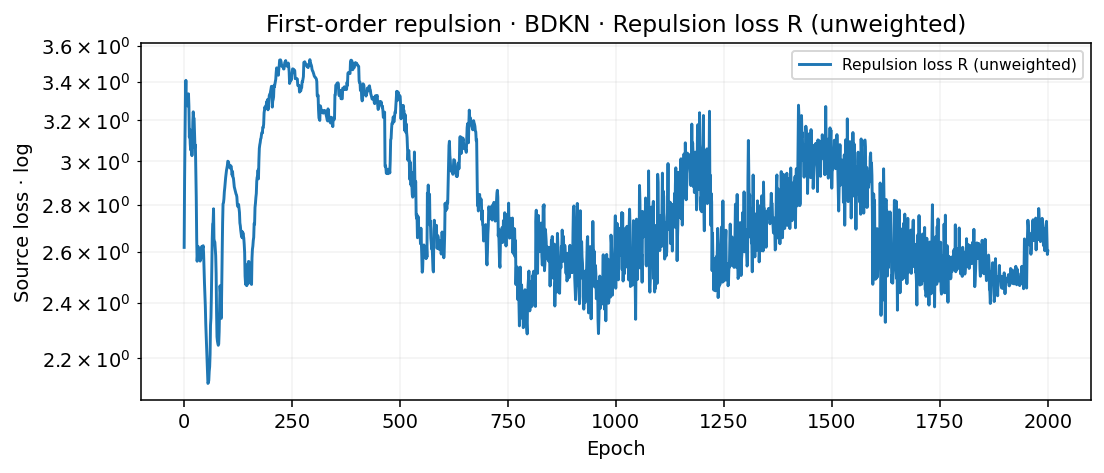 First-order repulsion · BDKN · Repulsion loss R (unweighted)
3.6 × 10⁰
3.4 × 10⁰
3.2 × 10⁰
3 × 10⁰
2.8 × 10⁰
2.6 × 10⁰
2.4 × 10⁰
2.2 × 10⁰
Source loss · log
Repulsion loss R (unweighted)
0 250 500 750 1000 1250 1500 1750 2000
Epoch